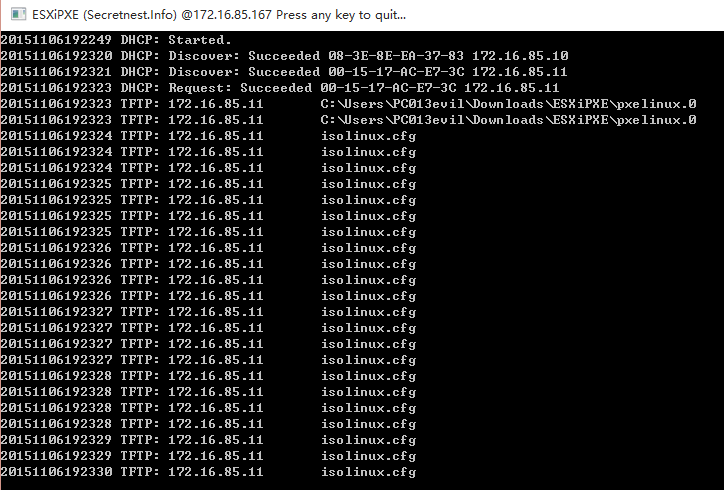 ESXiPXE (Secretnest.Info) @172.16.85.167 Press any key to quit...
20151106192249 DHCP: Started.
20151106192320 DHCP: Discover: Succeeded 08-3E-8E-EA-37-83 172.16.85.10
20151106192321 DHCP: Discover: Succeeded 00-15-17-AC-E7-3C 172.16.85.11
20151106192323 DHCP: Request: Succeeded 00-15-17-AC-E7-3C 172.16.85.11
20151106192323 TFTP: 172.16.85.11 C:\Users\PC013evil\Downloads\ESXiPXE\pxelinux.0
20151106192323 TFTP: 172.16.85.11 C:\Users\PC013evil\Downloads\ESXiPXE\pxelinux.0
20151106192324 TFTP: 172.16.85.11 isolinux.cfg
20151106192324 TFTP: 172.16.85.11 isolinux.cfg
20151106192324 TFTP: 172.16.85.11 isolinux.cfg
20151106192325 TFTP: 172.16.85.11 isolinux.cfg
20151106192325 TFTP: 172.16.85.11 isolinux.cfg
20151106192325 TFTP: 172.16.85.11 isolinux.cfg
20151106192325 TFTP: 172.16.85.11 isolinux.cfg
20151106192326 TFTP: 172.16.85.11 isolinux.cfg
20151106192326 TFTP: 172.16.85.11 isolinux.cfg
20151106192326 TFTP: 172.16.85.11 isolinux.cfg
20151106192326 TFTP: 172.16.85.11 isolinux.cfg
20151106192327 TFTP: 172.16.85.11 isolinux.cfg
20151106192327 TFTP: 172.16.85.11 isolinux.cfg
20151106192327 TFTP: 172.16.85.11 isolinux.cfg
20151106192327 TFTP: 172.16.85.11 isolinux.cfg
20151106192328 TFTP: 172.16.85.11 isolinux.cfg
20151106192328 TFTP: 172.16.85.11 isolinux.cfg
20151106192328 TFTP: 172.16.85.11 isolinux.cfg
20151106192328 TFTP: 172.16.85.11 isolinux.cfg
20151106192329 TFTP: 172.16.85.11 isolinux.cfg
20151106192329 TFTP: 172.16.85.11 isolinux.cfg
20151106192330 TFTP: 172.16.85.11 isolinux.cfg